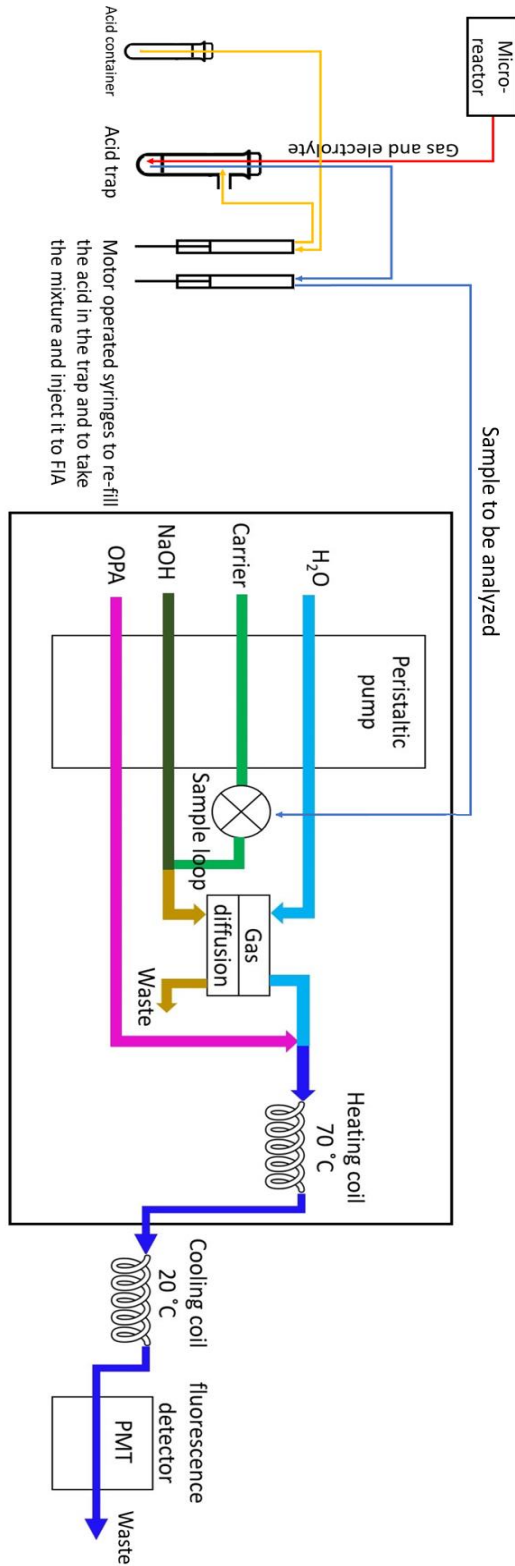 Micro-
reactor
Gas and electrolyte
Acid container
Acid trap
Motor operated syringes to re-fill
the acid in the trap and to take
the mixture and inject it to FIA
Sample to be analyzed
Peristaltic
pump
H₂O
Carrier
NaOH
OPA
Sample loop
Gas
diffusion
Waste
Heating coil
70 ˚c
Cooling coil
20 ˚c
fluorescence
detector
PMT
Waste